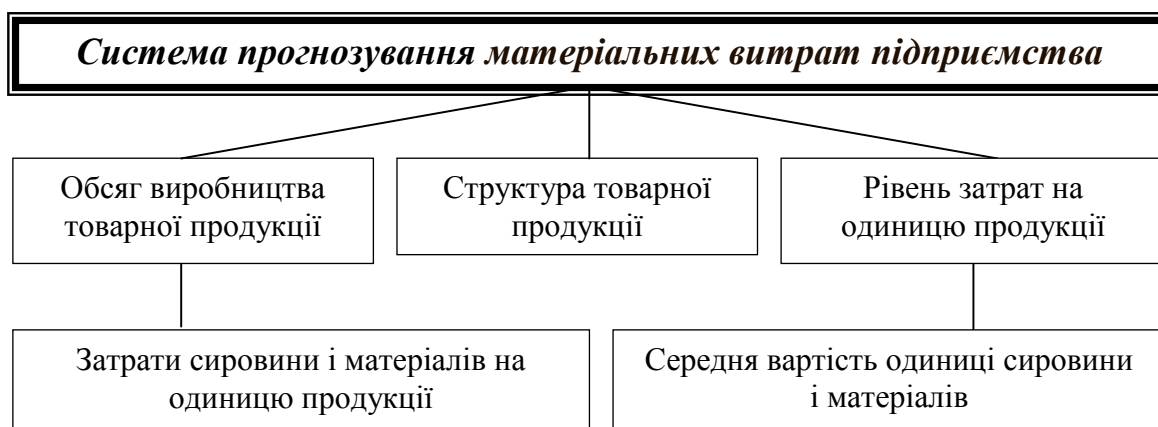 Система прогнозування матеріальних витрат підприємства
Обсяг виробництва
товарної продукції
Структура товарної
продукції
Рівень затрат на
одиницю продукції
Затрати сировини і матеріалів на
одиницю продукції
Середня вартість одиниці сировини
і матеріалів